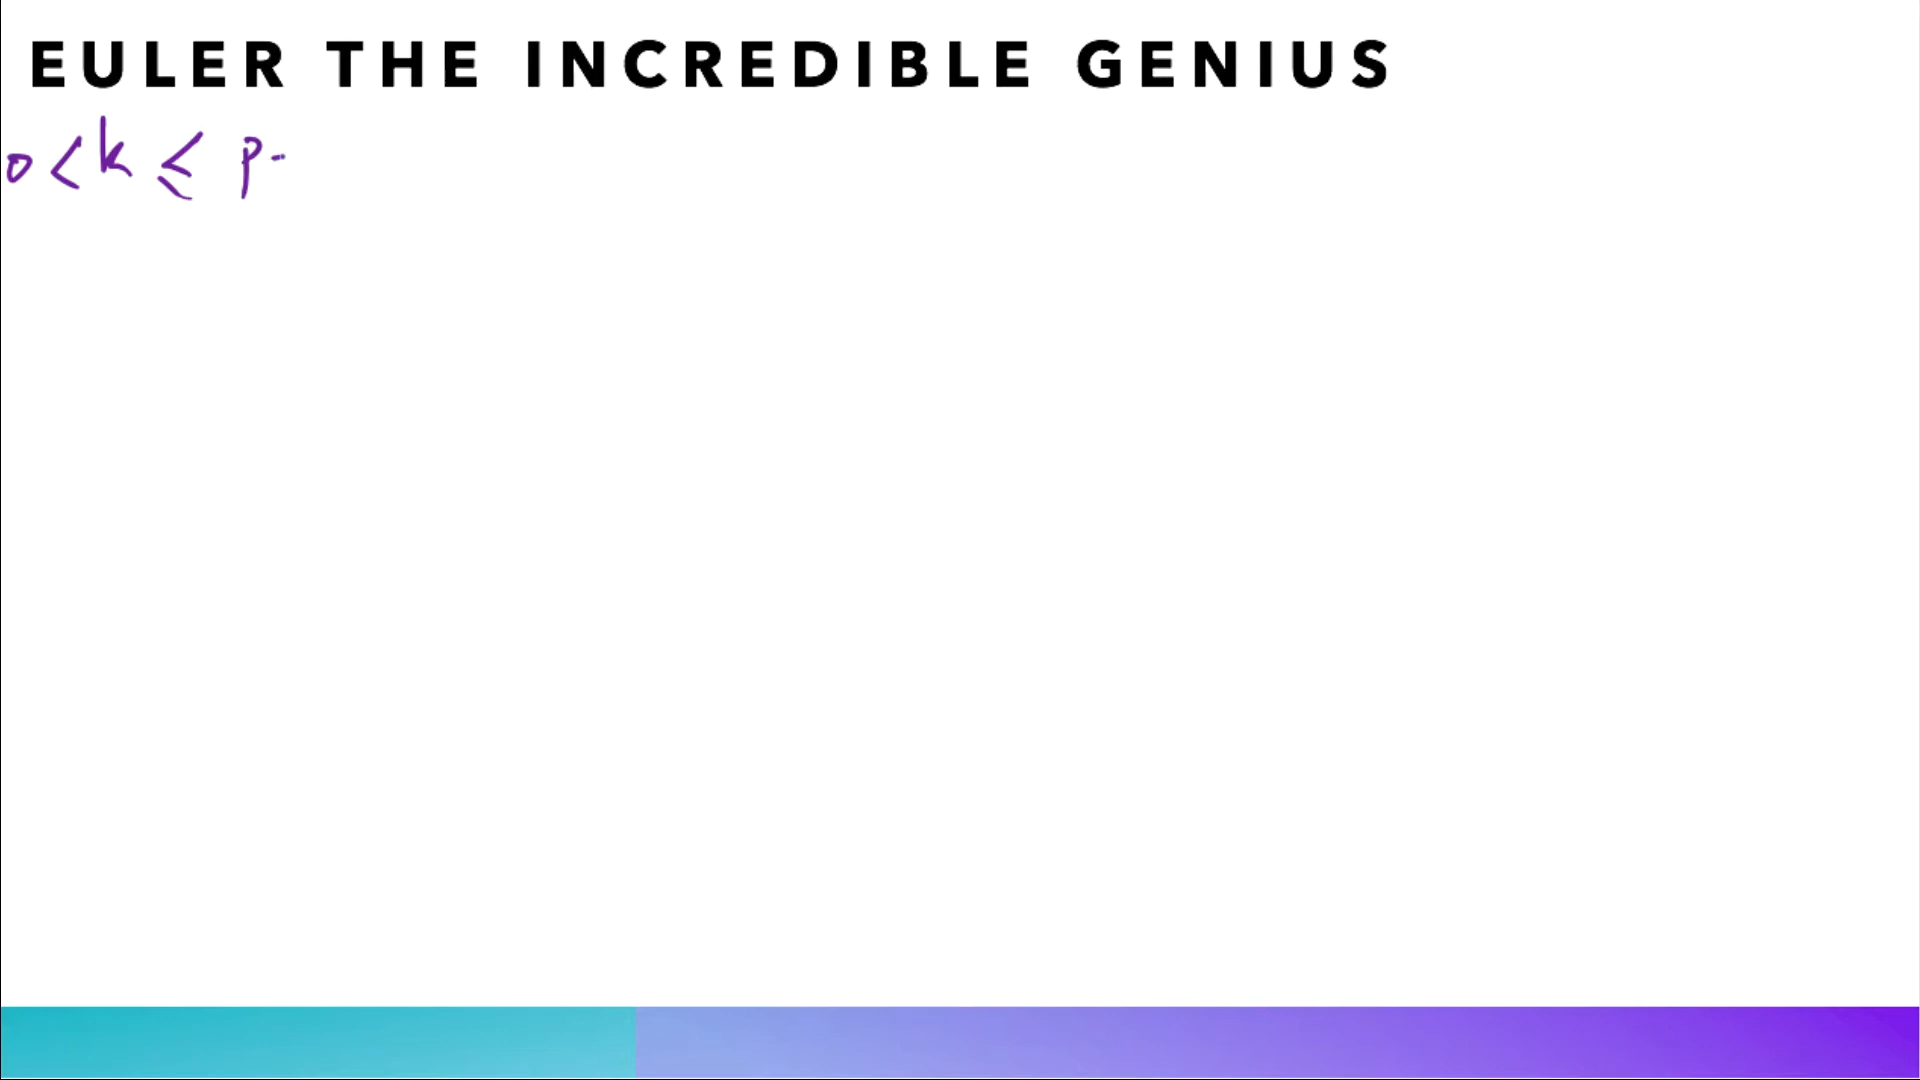 EULER THE INCREDIBLE GENIUS
0 < k ≤ p-